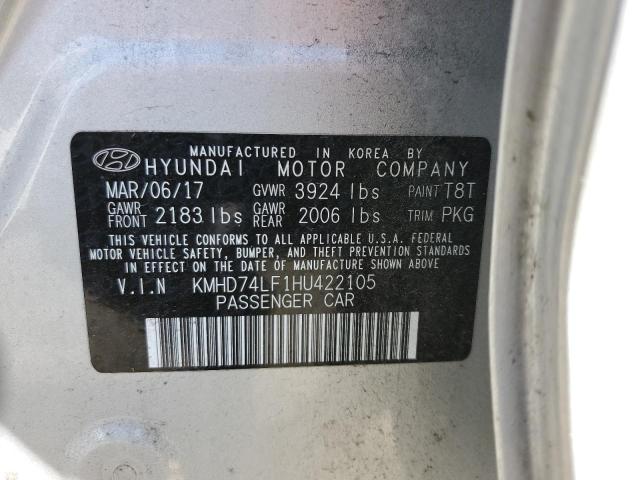 MANUFACTURED IN KOREA BY
HYUNDAI MOTOR COMPANY
MAR/06/17 GVWR 3924 lbs PAINT T8T
GAWR FRONT 2183 lbs GAWR REAR 2006 lbs TRIM PKG
THIS VEHICLE CONFORMS TO ALL APPLICABLE U.S.A. FEDERAL
MOTOR VEHICLE SAFETY, BUMPER, AND THEFT PREVENTION STANDARDS
IN EFFECT ON THE DATE OF MANUFACTURE SHOWN ABOVE
V.I.N KMHD74LF1HU422105
PASSENGER CAR